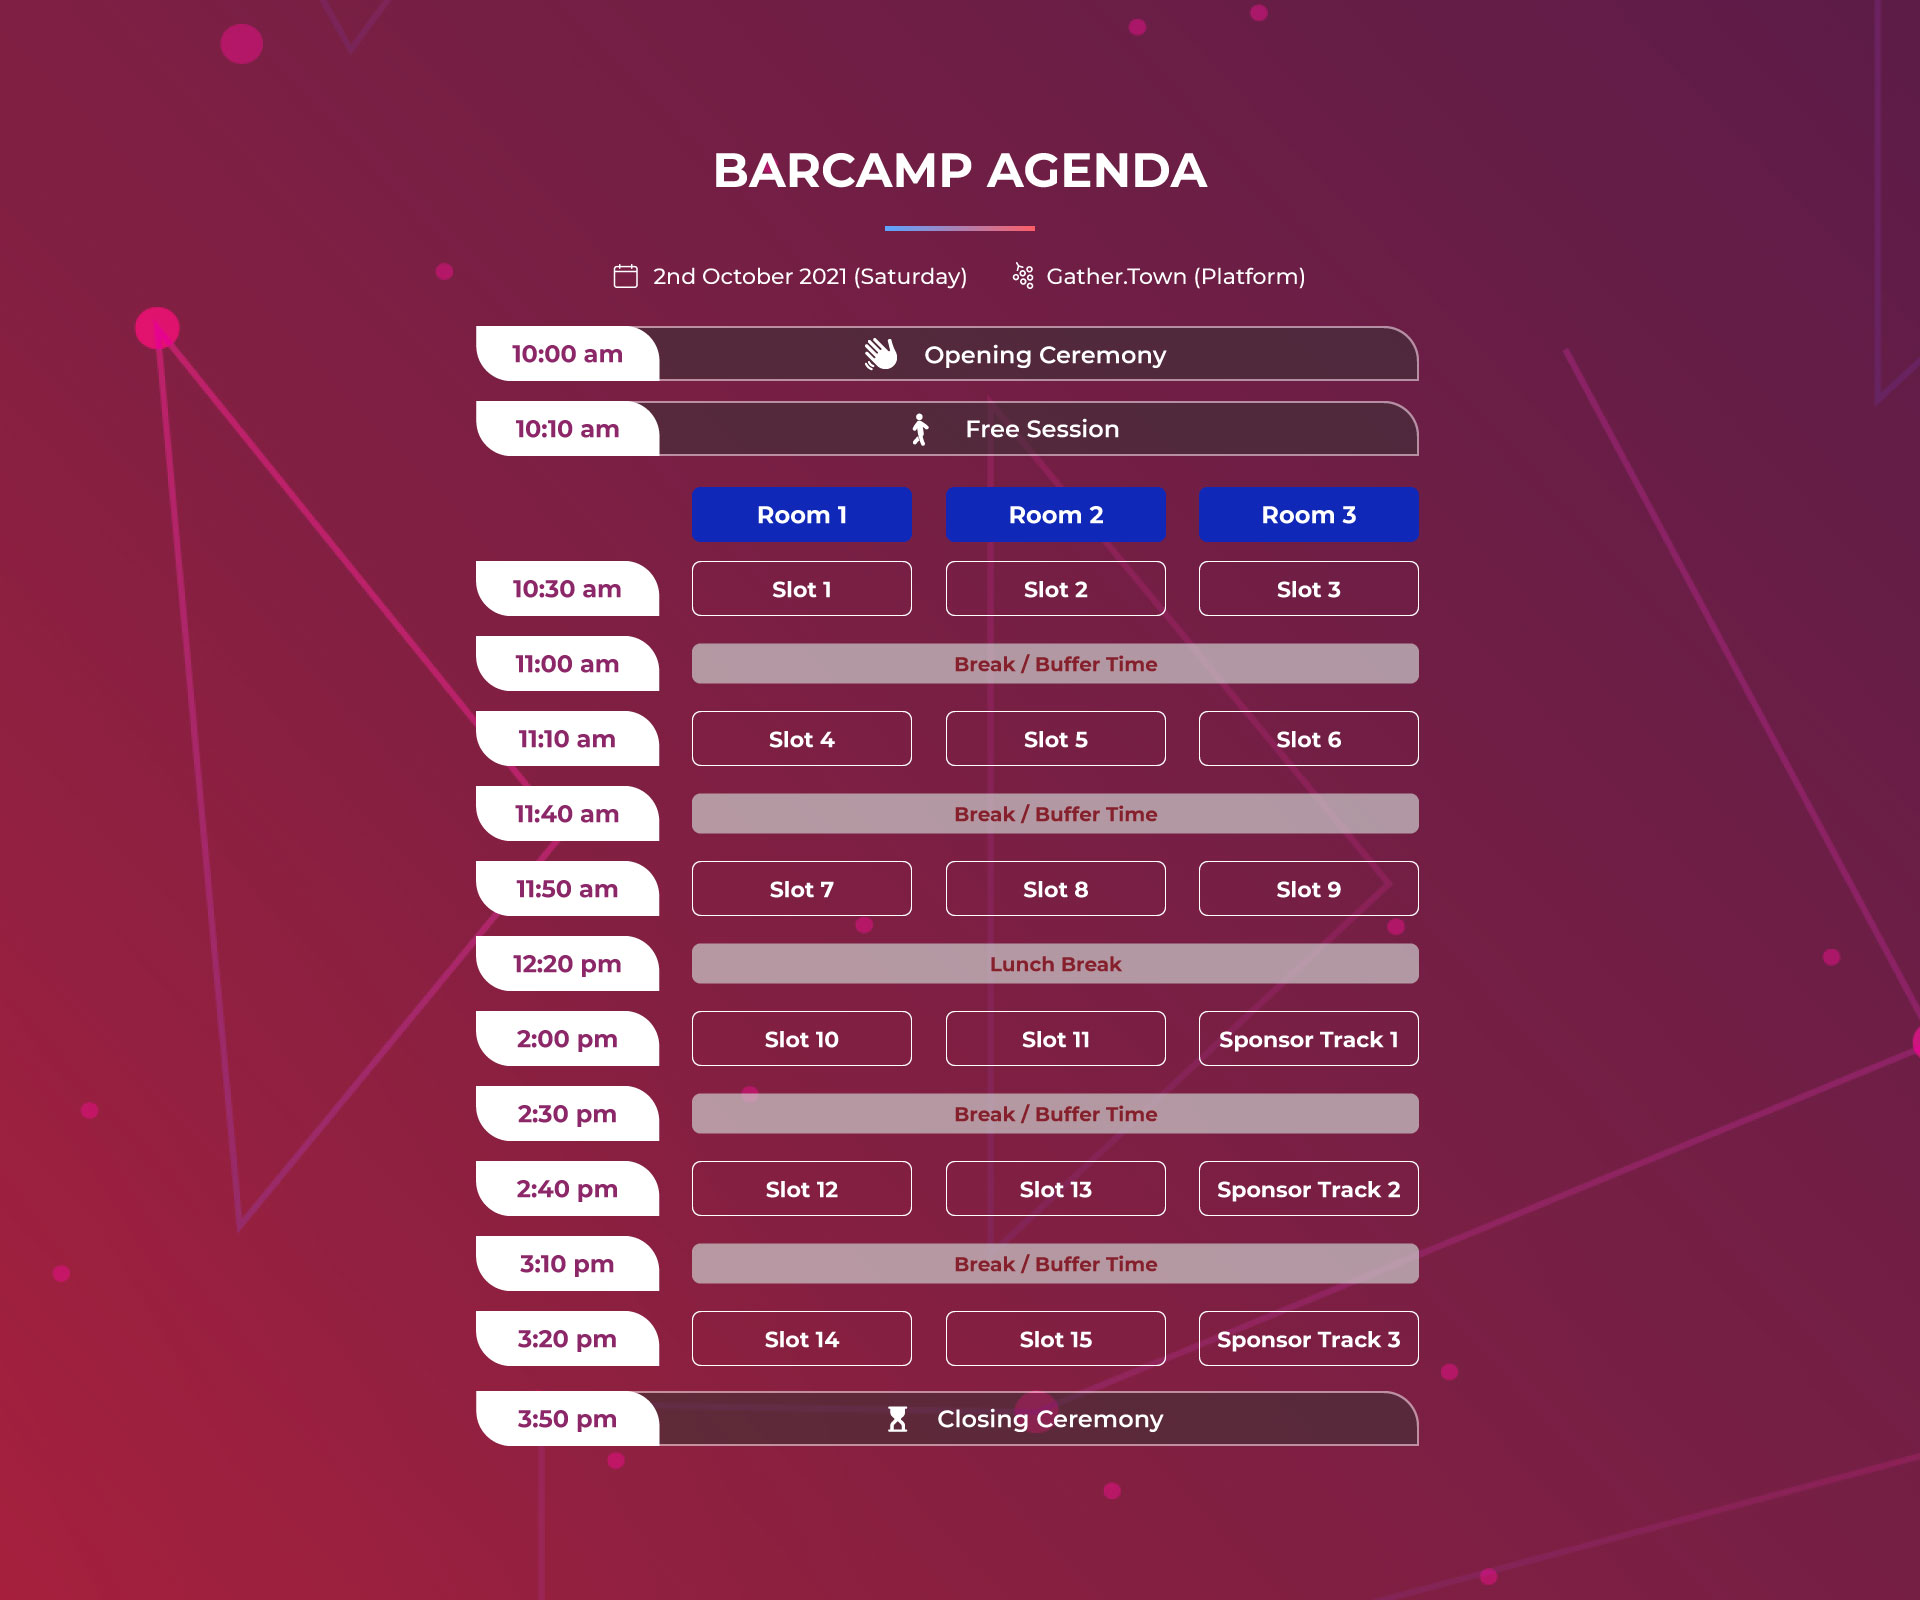 BARCAMP AGENDA
2nd October 2021 (Saturday) Gather.Town (Platform)
10:00 am Opening Ceremony
10:10 am Free Session
Room 1 Room 2 Room 3
10:30 am Slot 1 Slot 2 Slot 3
11:00 am Break / Buffer Time
11:10 am Slot 4 Slot 5 Slot 6
11:40 am Break / Buffer Time
11:50 am Slot 7 Slot 8 Slot 9
12:20 pm Lunch Break
2:00 pm Slot 10 Slot 11 Sponsor Track 1
2:30 pm Break / Buffer Time
2:40 pm Slot 12 Slot 13 Sponsor Track 2
3:10 pm Break / Buffer Time
3:20 pm Slot 14 Slot 15 Sponsor Track 3
3:50 pm Closing Ceremony